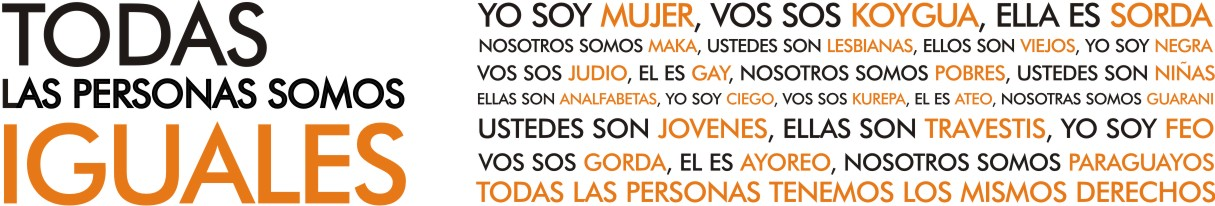 TODAS
LAS PERSONAS SOMOS
IGUALES
YO SOY MUJER, VOS SOS KOYGUA, ELLA ES SORDA
NOSOTROS SOMOS MAKA, USTEDES SON LESBIANAS, ELLOS SON VIEJOS, YO SOY NEGRA
VOS SOS JUDIO, EL ES GAY, NOSOTROS SOMOS POBRES, USTEDES SON NIÑAS
ELLAS SON ANALFABETAS, YO SOY CIEGO, VOS SOS KUREPA, EL ES ATEO, NOSOTRAS SOMOS GUARANI
USTEDES SON JOVENES, ELLAS SON TRAVESTIS, YO SOY FEO
VOS SOS GORDA, EL ES AYOREO, NOSOTROS SOMOS PARAGUAYOS
TODAS LAS PERSONAS TENEMOS LOS MISMOS DERECHOS